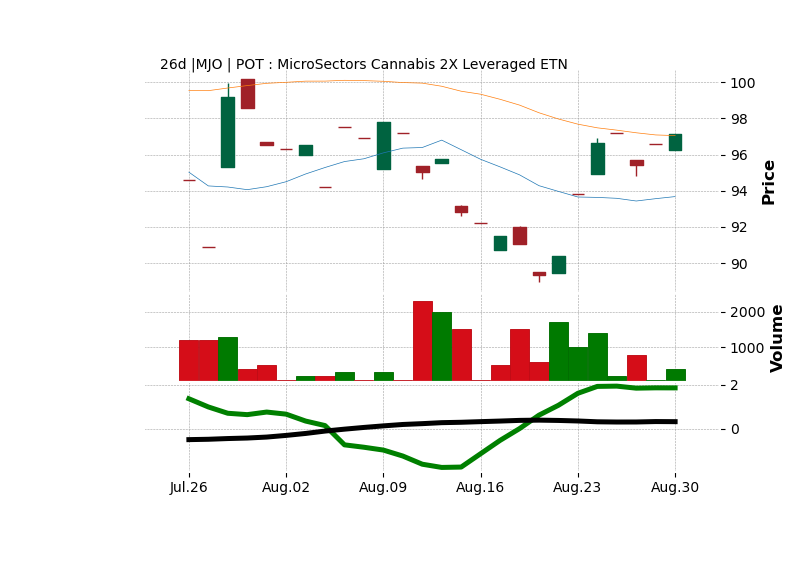 26d |MJO | POT : MicroSectors Cannabis 2X Leveraged ETN
100
98
96
94
92
90
Price
2000
1000
Volume
2
0
Jul.26 Aug.02 Aug.09 Aug.16 Aug.23 Aug.30